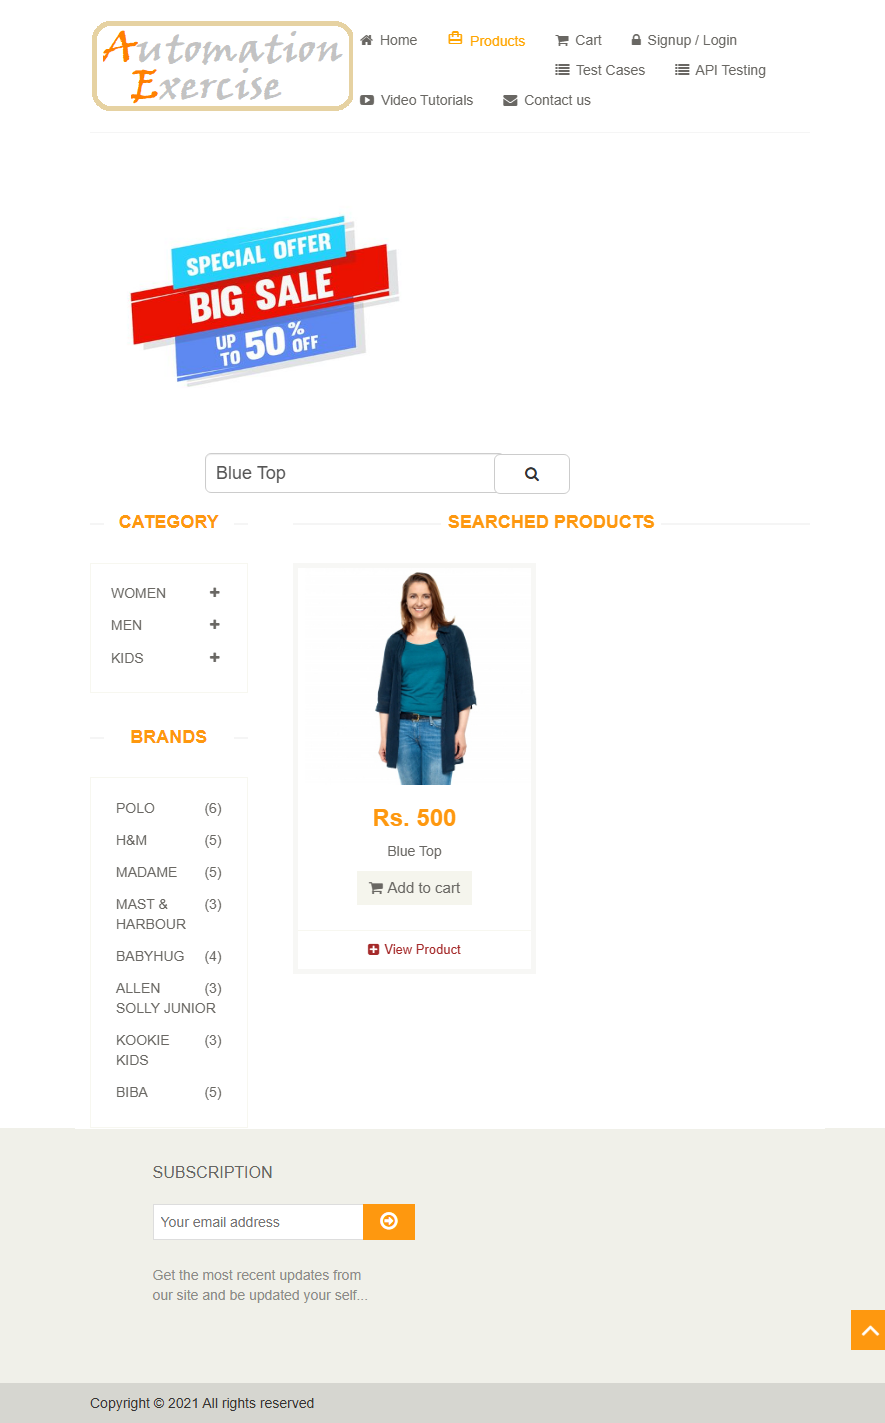 Automation
Exercise
Home
Products
Cart
Signup / Login
Test Cases
API Testing
Video Tutorials
Contact us
SPECIAL OFFER
BIG SALE
UP TO 50% OFF
Blue Top
CATEGORY
WOMEN
MEN
KIDS
BRANDS
POLO (6)
H&M (5)
MADAME (5)
MAST & (3)
HARBOUR
BABYHUG (4)
ALLEN (3)
SOLLY JUNIOR
KOOKIE (3)
KIDS
BIBA (5)
SEARCHED PRODUCTS
Rs. 500
Blue Top
Add to cart
View Product
SUBSCRIPTION
Your email address
Get the most recent updates from
our site and be updated your self...
Copyright © 2021 All rights reserved